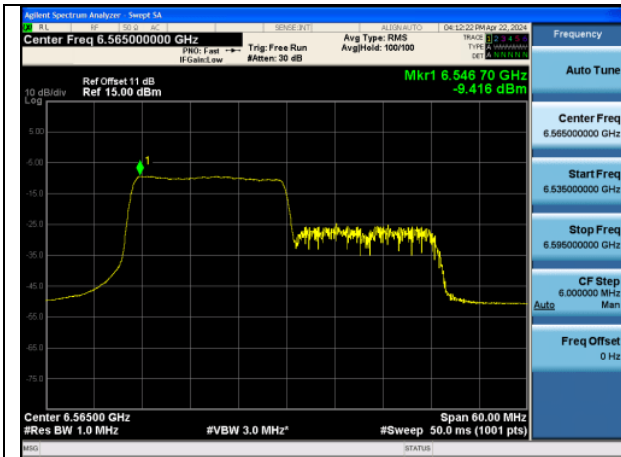 Agilent Spectrum Analyzer - Swept SA
RL RF 50 Ω AC SENSE:INT ALIGN AUTO 04:12:22 PM Apr 22, 2024
Center Freq 6.565000000 GHz
PNO: Fast
IFGain:Low
Trig: Free Run
#Atten: 30 dB
Avg Type: RMS
Avg|Hold: 100/100
TRACE 1 2 3 4 5 6
TYPE A WWWWW
DET A N N N N N
Ref Offset 11 dB
Ref 15.00 dBm
10 dB/div
Log
Mkr1 6.546 70 GHz
-9.416 dBm
5.00
-5.00
-15.0
-25.0
-35.0
-45.0
-55.0
-65.0
-75.0
1
Center 6.56500 GHz
Span 60.00 MHz
#Res BW 1.0 MHz
#VBW 3.0 MHz*
#Sweep 50.0 ms (1001 pts)
MSG
STATUS
Frequency
Auto Tune
Center Freq
6.565000000 GHz
Start Freq
6.535000000 GHz
Stop Freq
6.595000000 GHz
CF Step
6.000000 MHz
Auto Man
Freq Offset
0 Hz